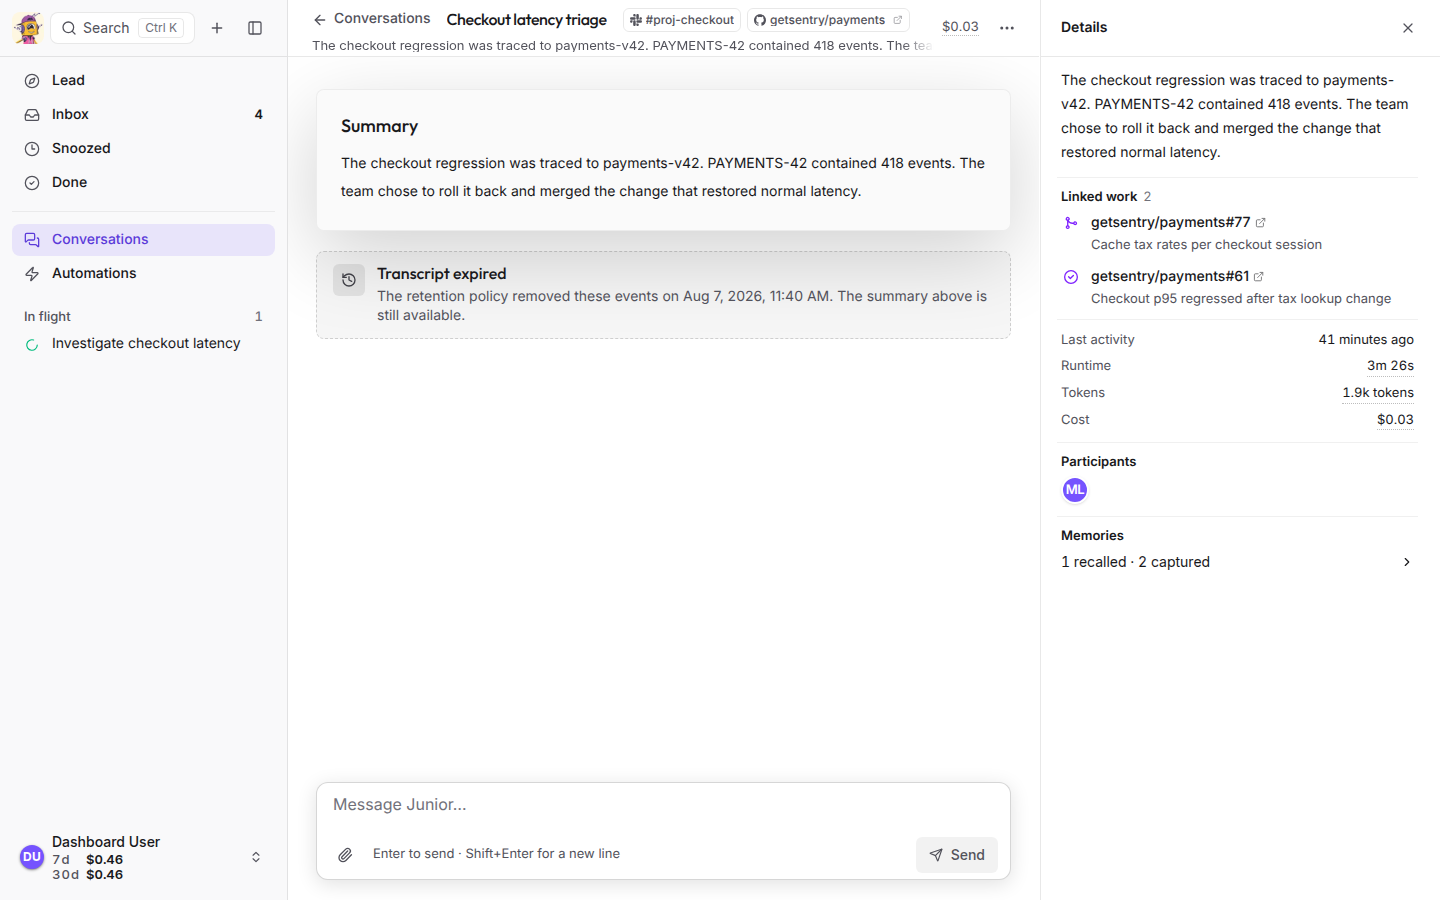 Search Ctrl K
Lead
Inbox 4
Snoozed
Done
Conversations
Automations
In flight 1
Investigate checkout latency
Dashboard User
DU
7d $0.46
30d $0.46
Conversations Checkout latency triage #proj-checkout getsentry/payments $0.03
The checkout regression was traced to payments-v42. PAYMENTS-42 contained 418 events. The tea
Summary
The checkout regression was traced to payments-v42. PAYMENTS-42 contained 418 events. The
team chose to roll it back and merged the change that restored normal latency.
Transcript expired
The retention policy removed these events on Aug 7, 2026, 11:40 AM. The summary above is
still available.
Message Junior...
Enter to send · Shift+Enter for a new line Send
Details
The checkout regression was traced to payments-
v42. PAYMENTS-42 contained 418 events. The team
chose to roll it back and merged the change that
restored normal latency.
Linked work 2
getsentry/payments#77
Cache tax rates per checkout session
getsentry/payments#61
Checkout p95 regressed after tax lookup change
Last activity 41 minutes ago
Runtime 3m 26s
Tokens 1.9k tokens
Cost $0.03
Participants
ML
Memories
1 recalled · 2 captured